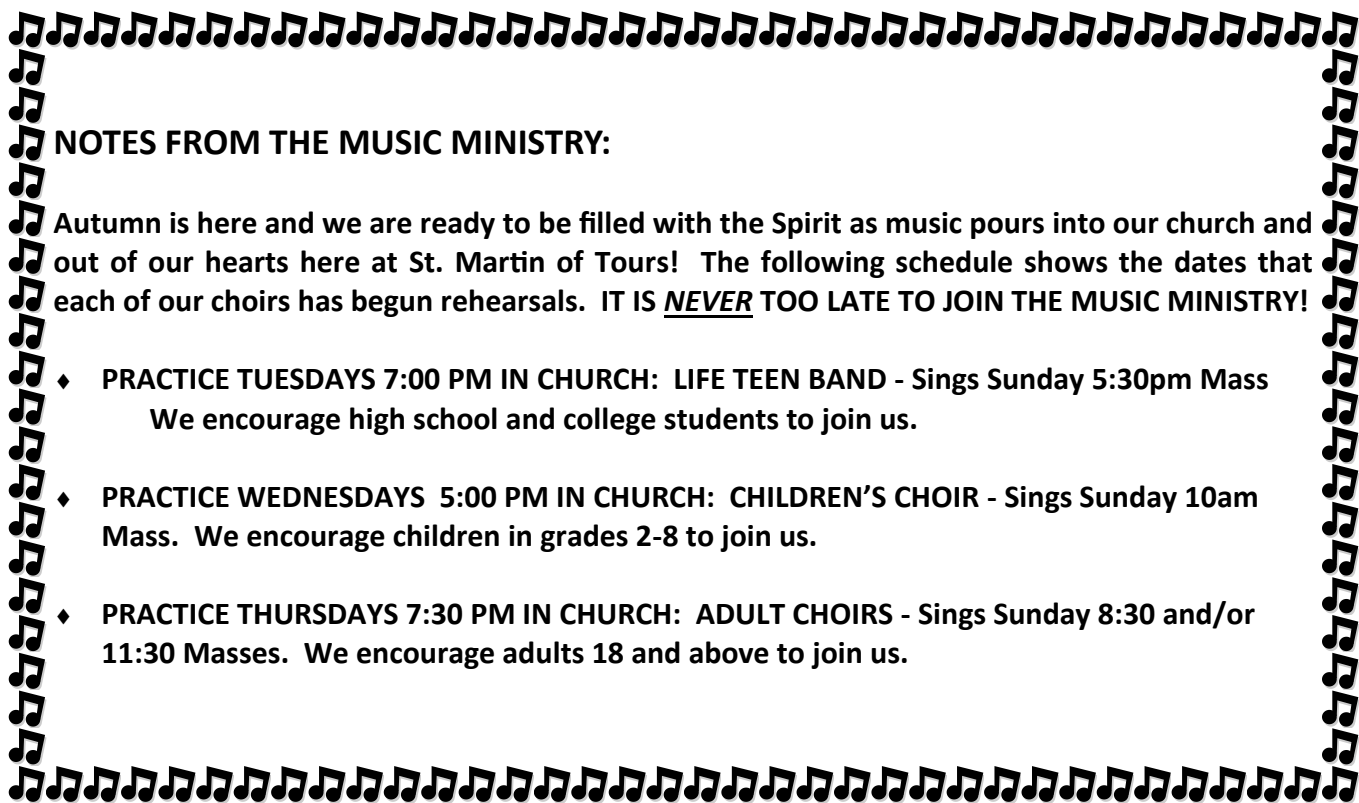 NOTES FROM THE MUSIC MINISTRY:
Autumn is here and we are ready to be filled with the Spirit as music pours into our church and
out of our hearts here at St. Martin of Tours!  The following schedule shows the dates that
each of our choirs has begun rehearsals.  IT IS NEVER TOO LATE TO JOIN THE MUSIC MINISTRY!
♦ PRACTICE TUESDAYS 7:00 PM IN CHURCH:  LIFE TEEN BAND - Sings Sunday 5:30pm Mass
We encourage high school and college students to join us.
♦ PRACTICE WEDNESDAYS  5:00 PM IN CHURCH:  CHILDREN’S CHOIR - Sings Sunday 10am
Mass.  We encourage children in grades 2-8 to join us.
♦ PRACTICE THURSDAYS 7:30 PM IN CHURCH:  ADULT CHOIRS - Sings Sunday 8:30 and/or
11:30 Masses.  We encourage adults 18 and above to join us.